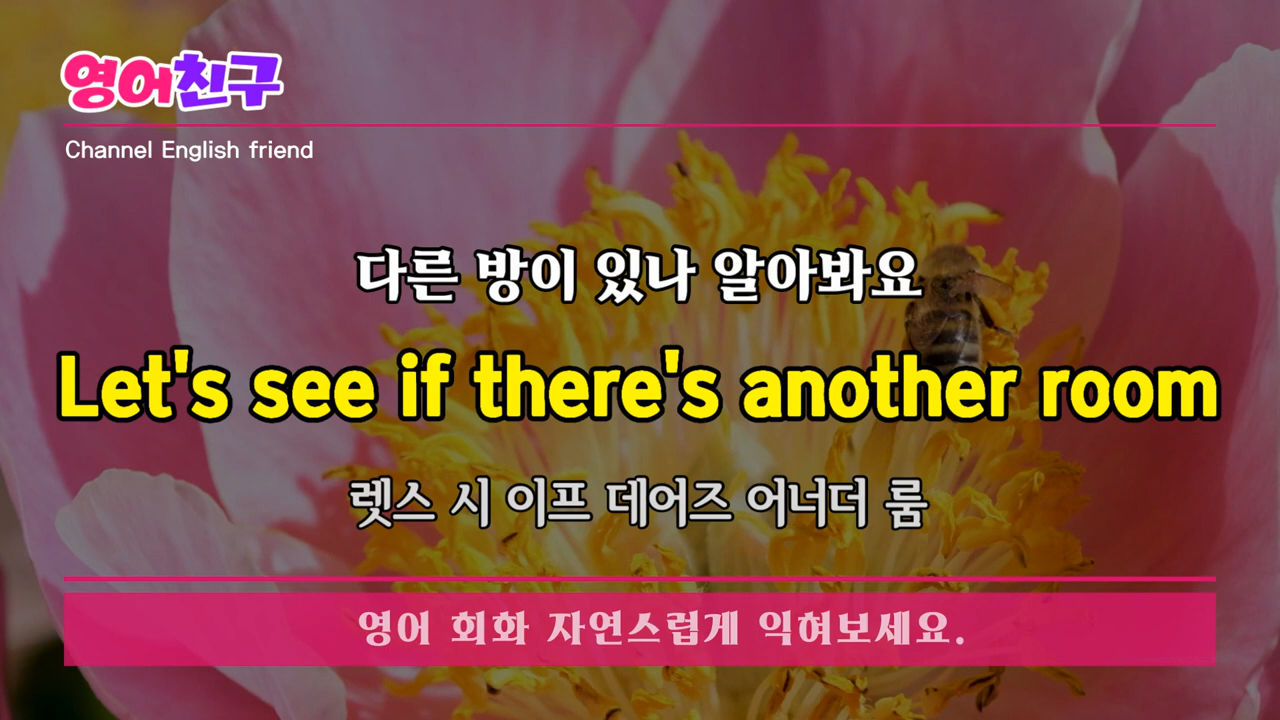 영어친구
Channel English friend
다른 방이 있나 알아봐요
Let's see if there's another room
렛스 시 이프 데어즈 어너더 룸
영어 회화 자연스럽게 익혀보세요.